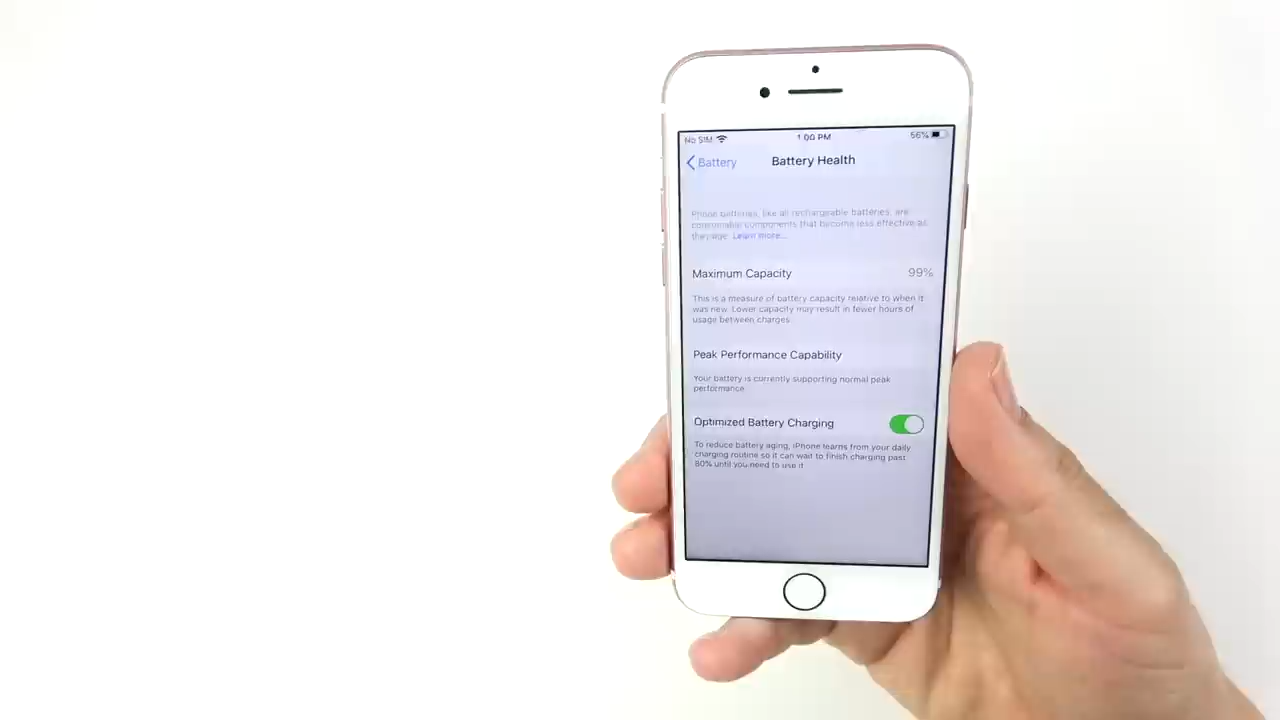 No SIM 1:00 PM 56%
Battery Battery Health
Phone batteries, like all rechargeable batteries, are
consumable components that become less effective as
they age. Learn more...
Maximum Capacity 99%
This is a measure of battery capacity relative to when it
was new. Lower capacity may result in fewer hours of
usage between charges.
Peak Performance Capability
Your battery is currently supporting normal peak
performance.
Optimized Battery Charging
To reduce battery aging, iPhone learns from your daily
charging routine so it can wait to finish charging past
80% until you need to use it.